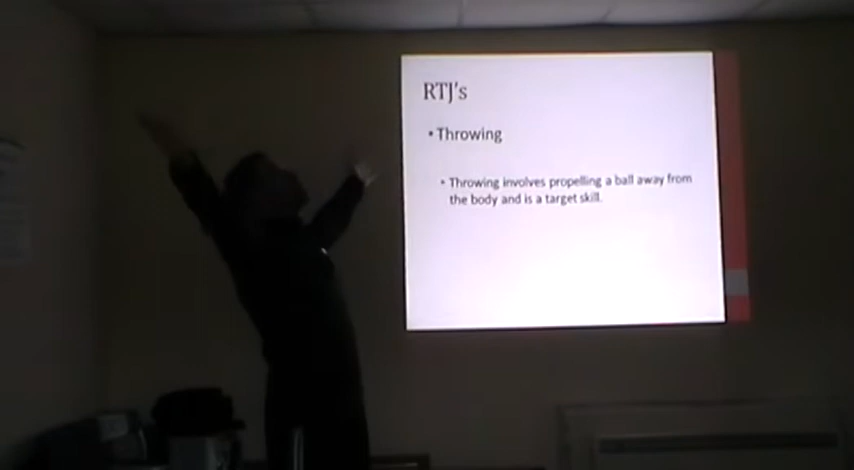 RTJ's
• Throwing
• Throwing involves propelling a ball away from
the body and is a target skill.